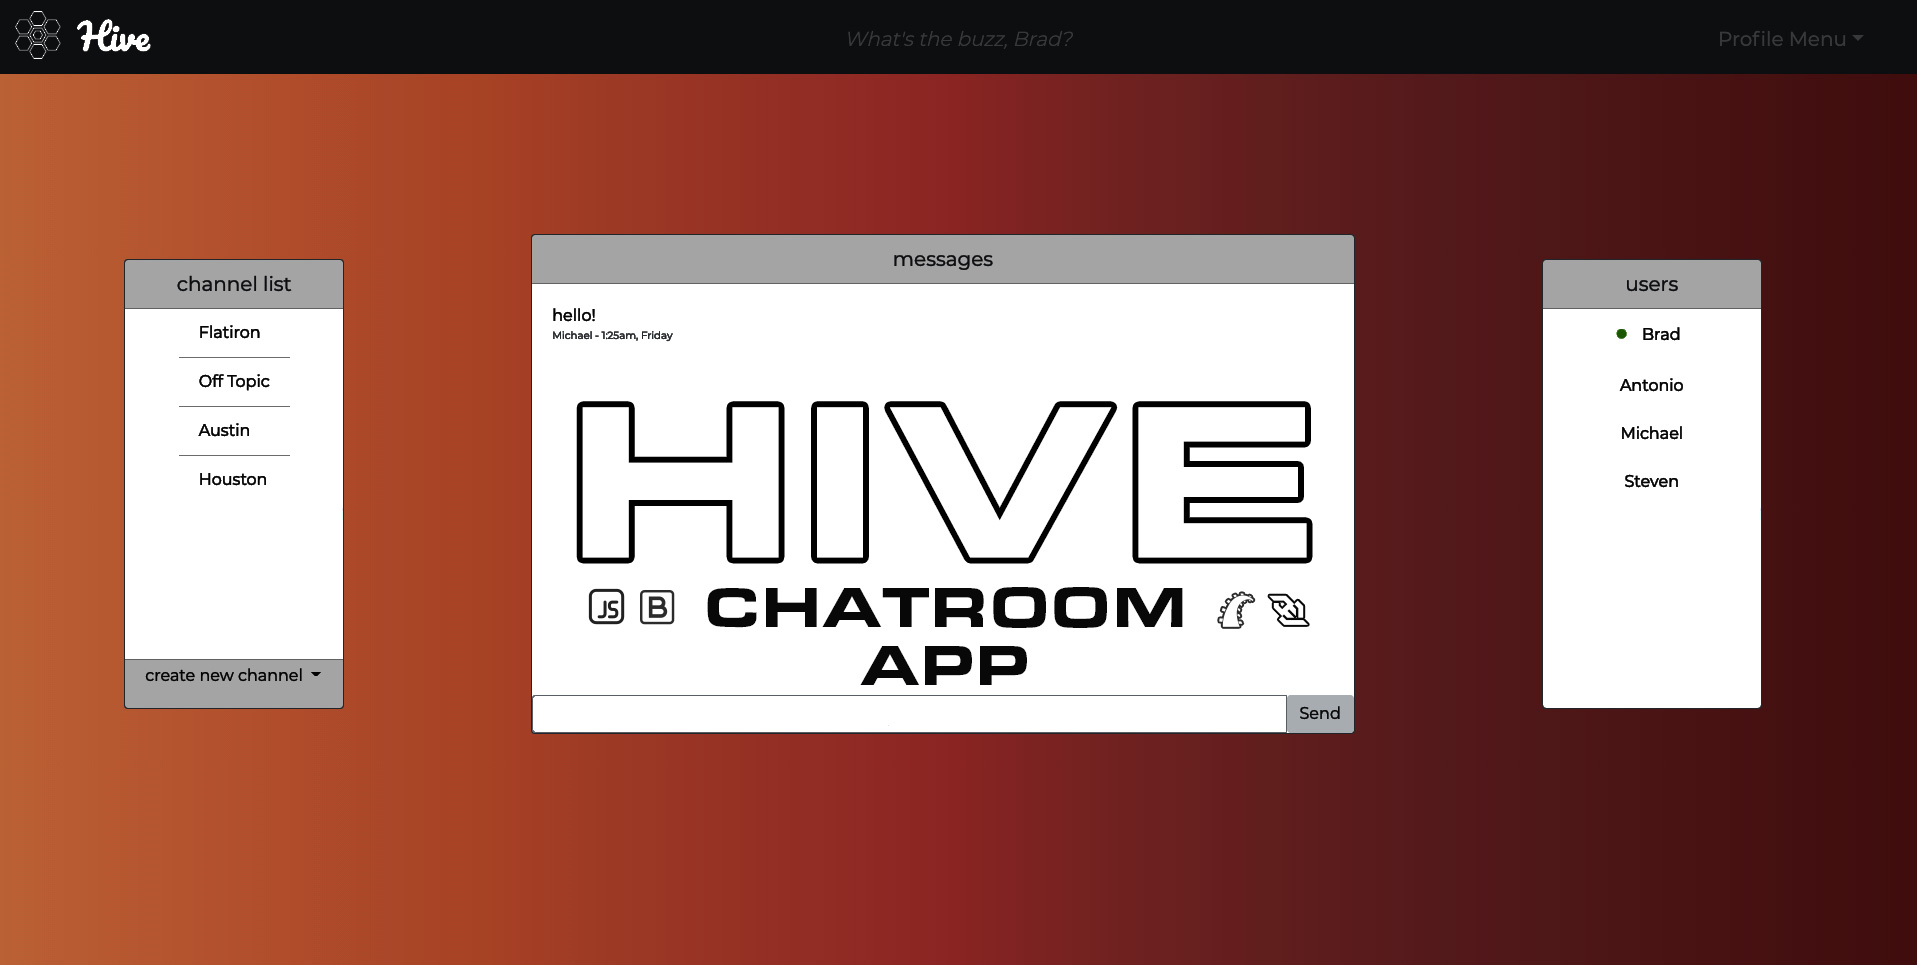 Hive
What's the buzz, Brad?
Profile Menu
channel list
Flatiron
Off Topic
Austin
Houston
create new channel
messages
hello!
Michael - 1:25am, Friday
HIVE
JS B CHATROOM
APP
Send
users
Brad
Antonio
Michael
Steven